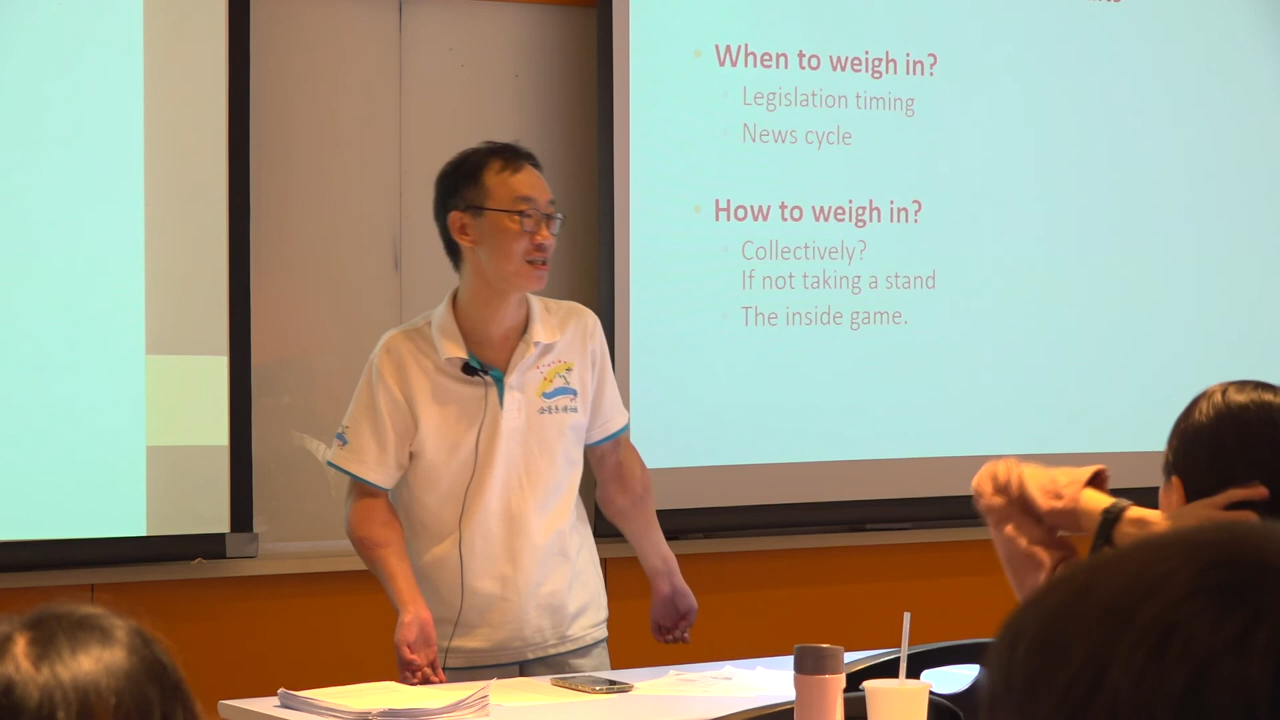 When to weigh in?
Legislation timing
News cycle
How to weigh in?
Collectively?
If not taking a stand
The inside game.